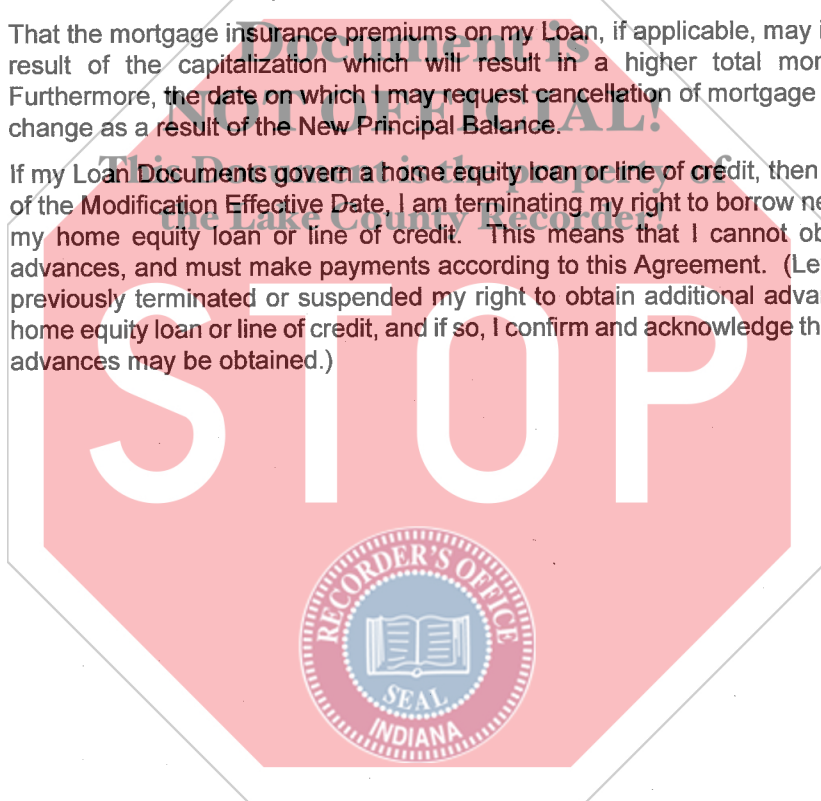 That the mortgage insurance premiums on my Loan, if applicable, may
result of the capitalization which will result in a higher total mor
Furthermore, the date on which I may request cancellation of mortgage
change as a result of the New Principal Balance.
If my Loan Documents govern a home equity loan or line of credit, then
of the Modification Effective Date, I am terminating my right to borrow ne
my home equity loan or line of credit. This means that I cannot ob
advances, and must make payments according to this Agreement. (Le
previously terminated or suspended my right to obtain additional adva
home equity loan or line of credit, and if so, I confirm and acknowledge th
advances may be obtained.)
Document is
NOT OFFICIAL!
This Document is the property of
the Lake County Recorder!
STOP
RECORDER'S OFFICE
SEAL
INDIANA